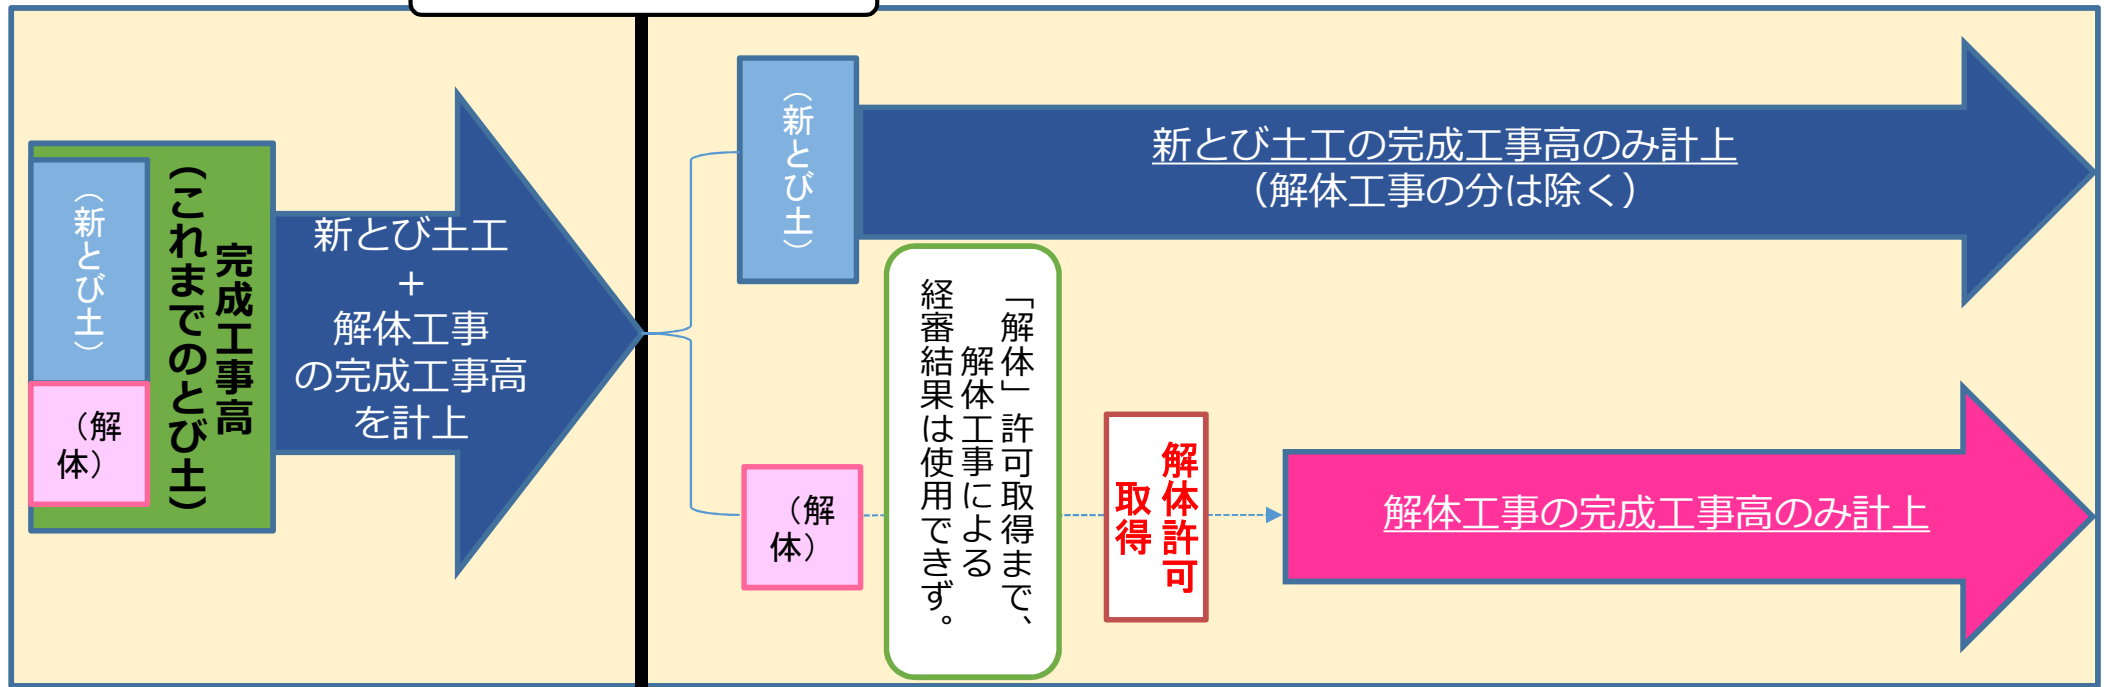 完成工事高
（これまでのとび土）
（新とび土）
（解
体）
新とび土工
＋
解体工事
の完成工事高
を計上
（新とび土）
新とび土工の完成工事高のみ計上
（解体工事の分は除く）
（解
体）
「解体」許可取得まで、
解体工事による
経審結果は使用できず。
解体許可
取得
解体工事の完成工事高のみ計上